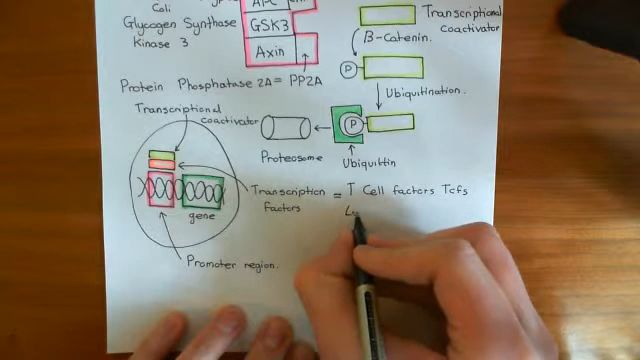 Coli
APC
Glycogen Synthase
Kinase 3
GSK3
Axin
Transcriptional
coactivator
β-catenin.
P
Protein Phosphatase 2A = PP2A
Ubiquitination.
Transcriptional
coactivator
P
Proteosome
Ubiquitin
Transcription
factors
= T Cell factors Tcfs
gene
Promoter region.